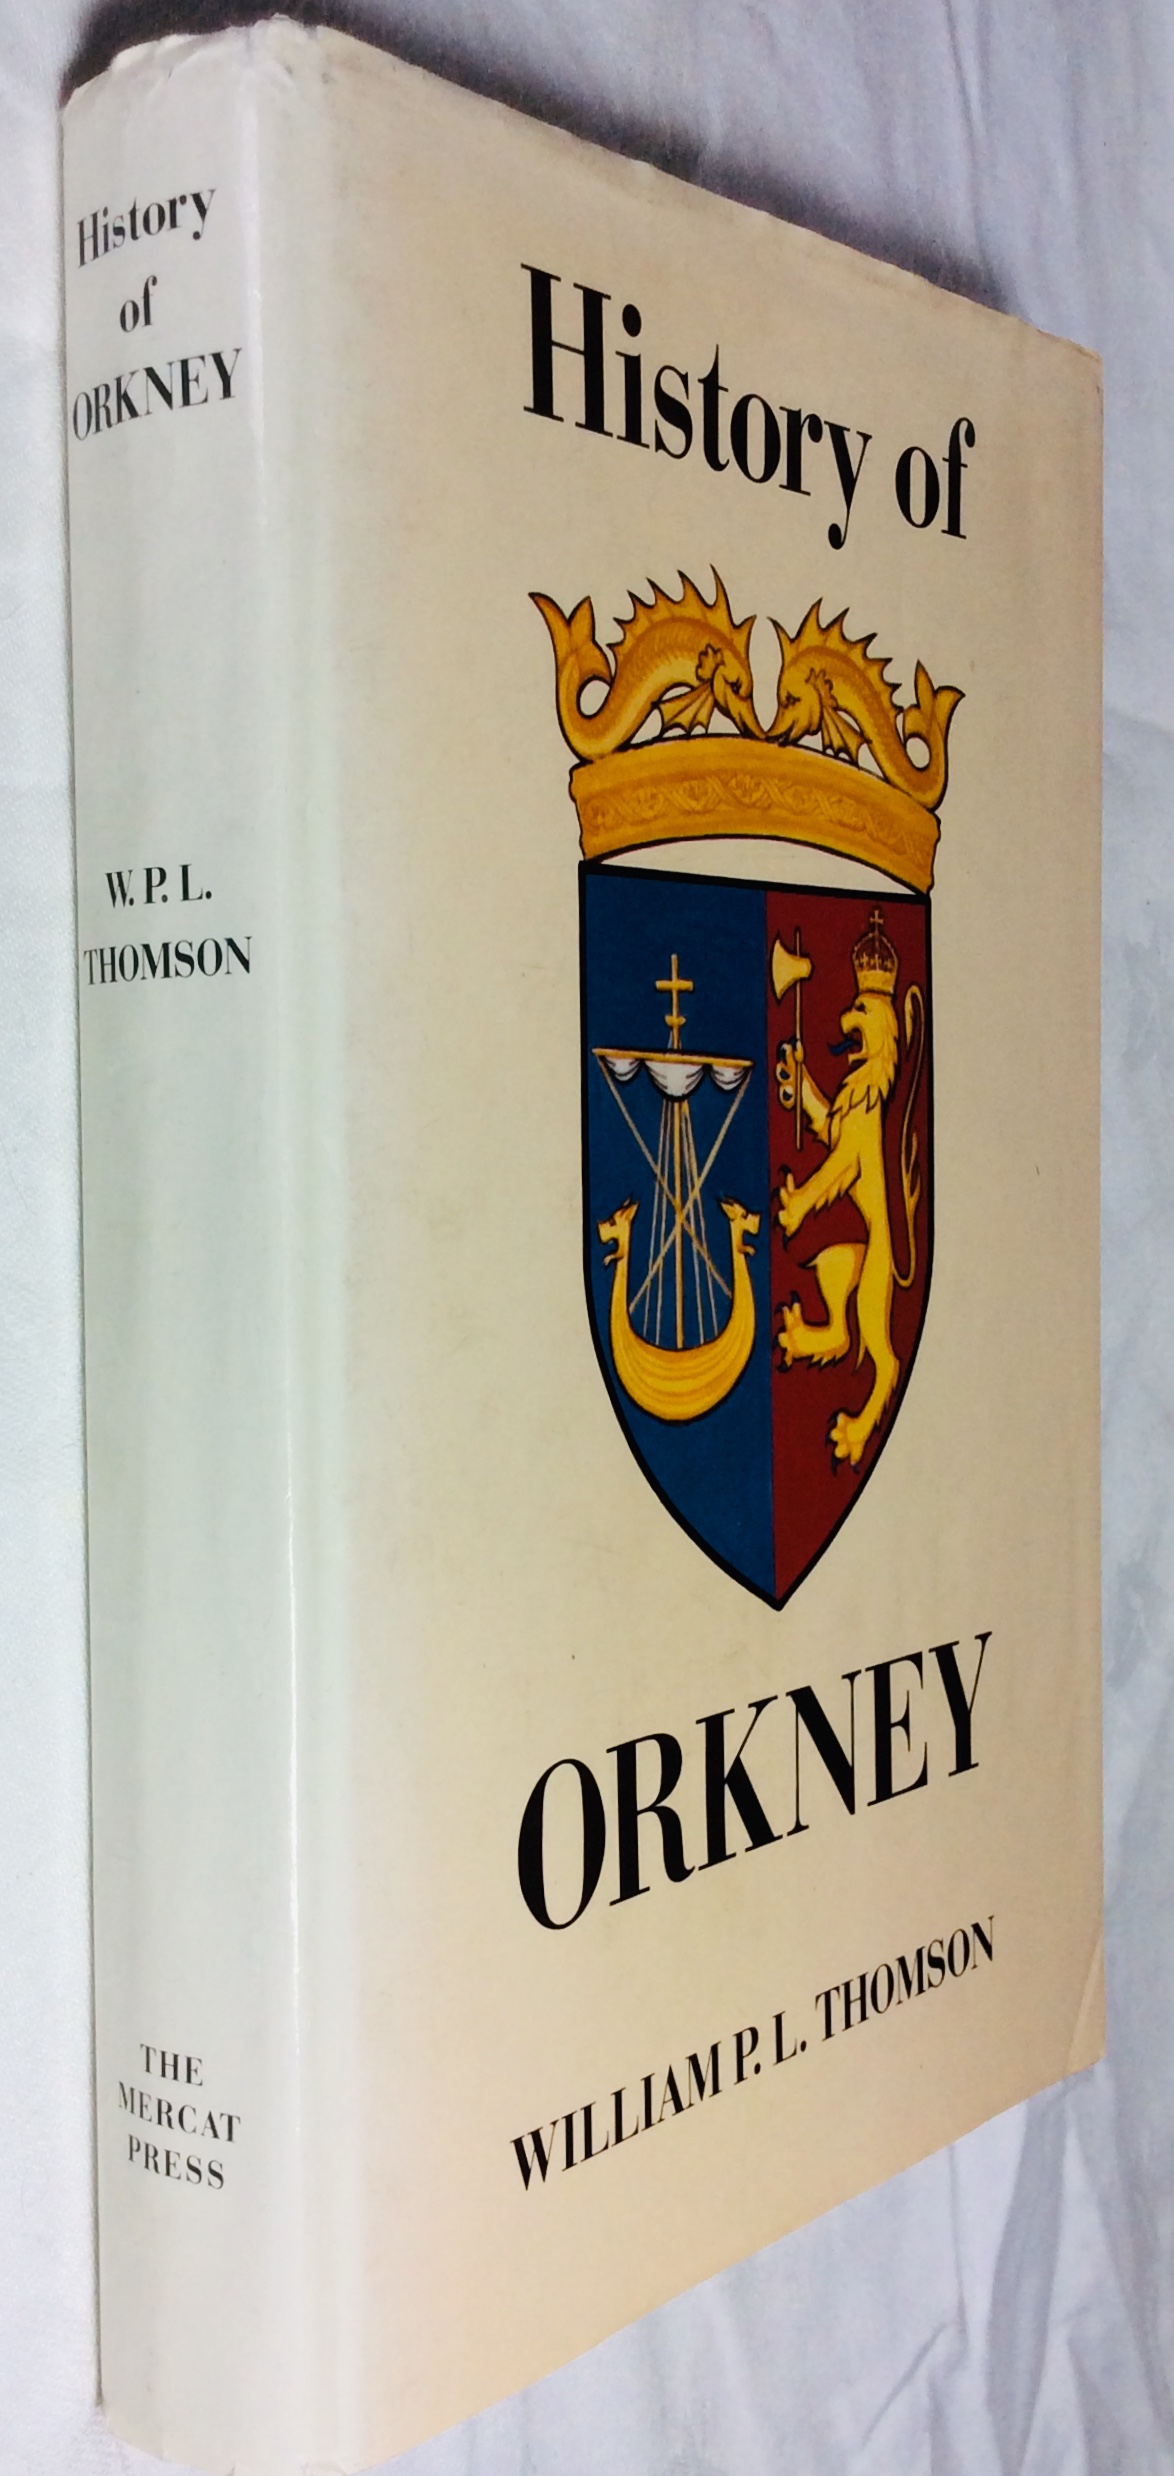 History
of
ORKNEY
W. P. L.
THOMSON
THE
MERCAT
PRESS
History of
ORKNEY
WILLIAM P. L. THOMSON